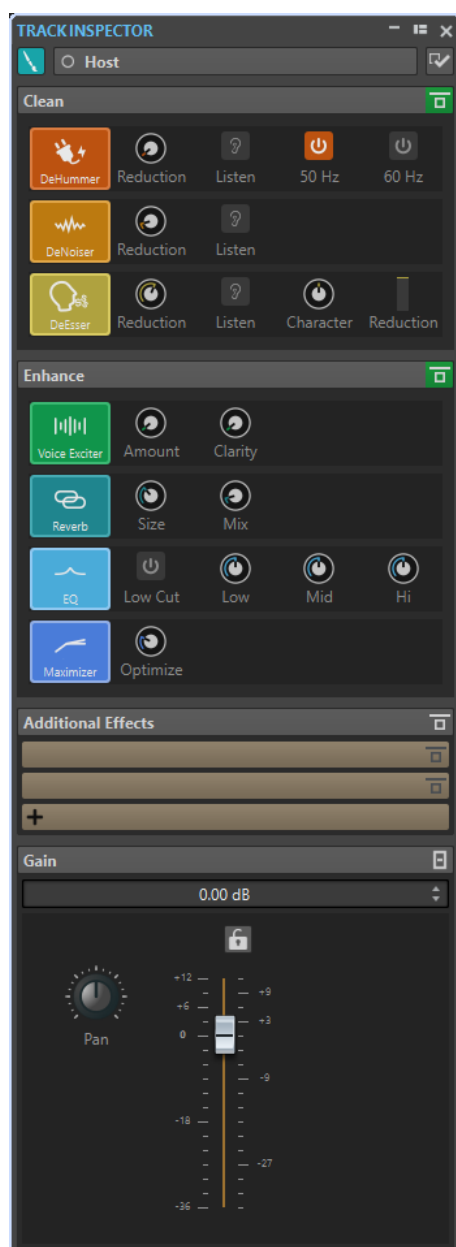 TRACK INSPECTOR
Host
Clean
DeHummer Reduction Listen 50 Hz 60 Hz
DeNoiser Reduction Listen
DeEsser Reduction Listen Character Reduction
Enhance
Voice Exciter Amount Clarity
Reverb Size Mix
EQ Low Cut Low Mid Hi
Maximizer Optimize
Additional Effects
+
Gain
0.00 dB
+12
+9
+6
+3
0
Pan
-9
-18
-27
-36